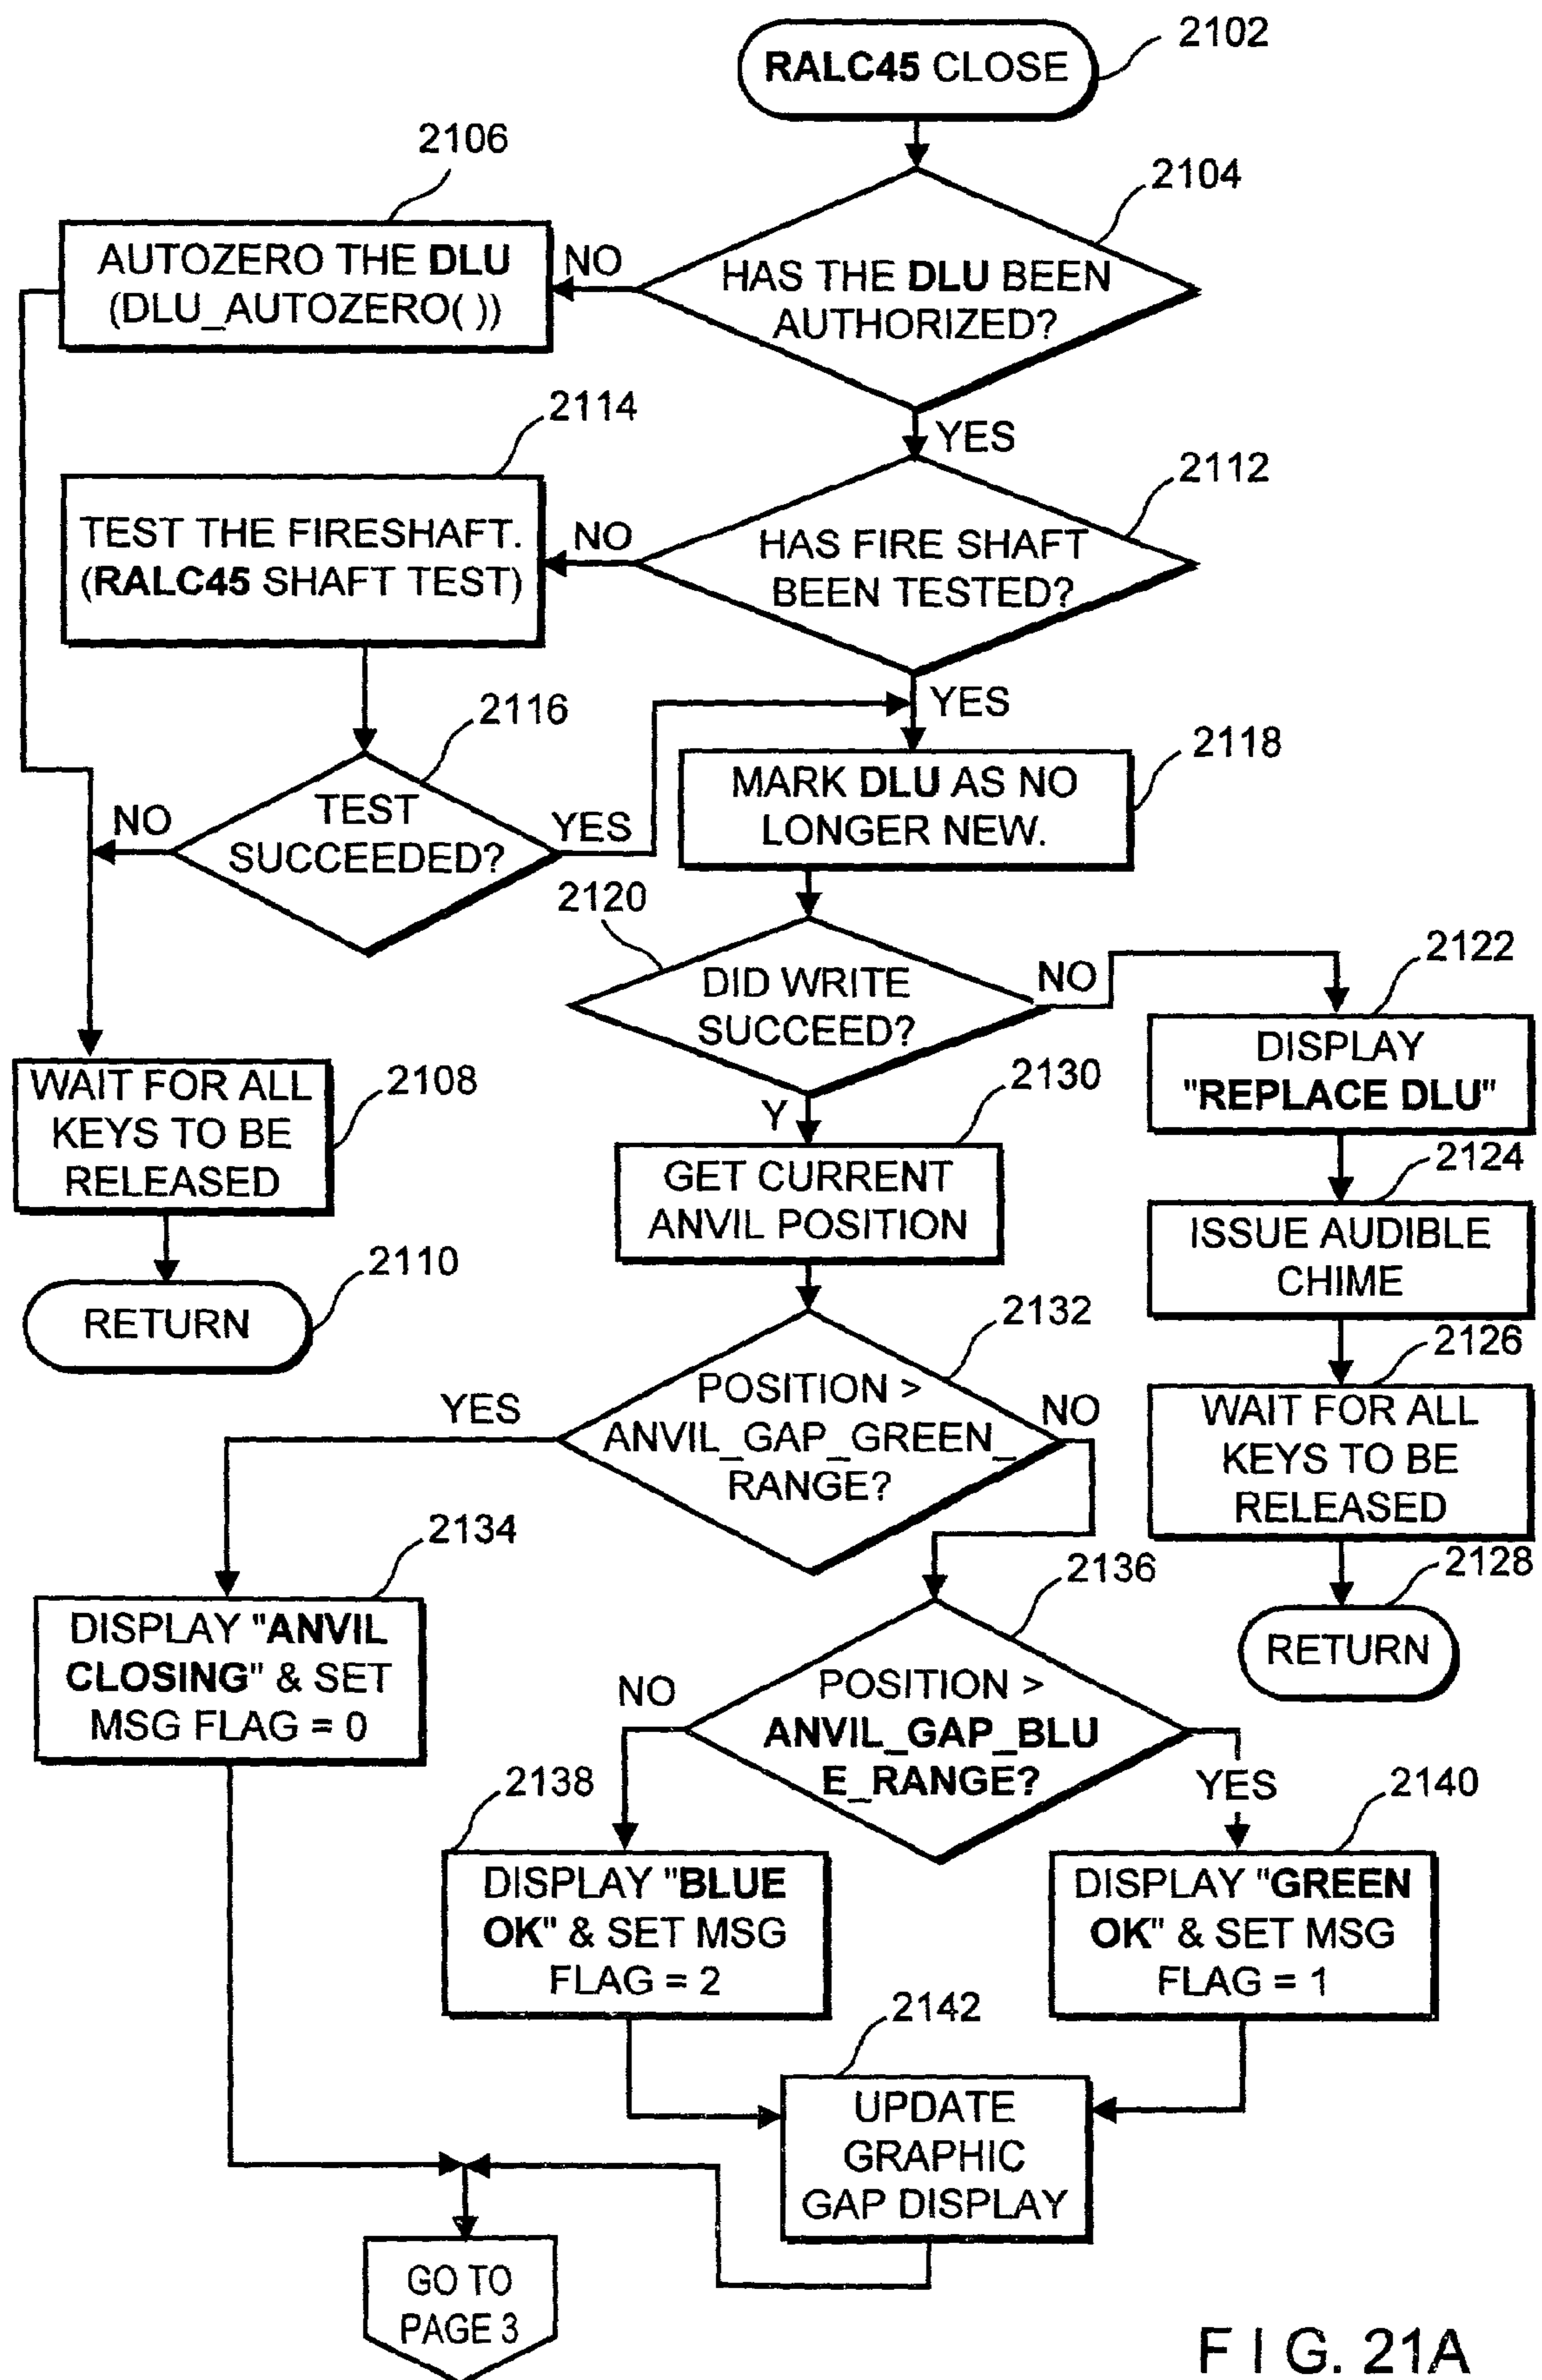 RALC45 CLOSE
2102
2106
2104
AUTOZERO THE DLU
(DLU_AUTOZERO( ))
NO
HAS THE DLU BEEN
AUTHORIZED?
2114
YES
2112
TEST THE FIRESHAFT.
(RALC45 SHAFT TEST)
NO
HAS FIRE SHAFT
BEEN TESTED?
2116
YES
2118
MARK DLU AS NO
LONGER NEW.
NO
TEST
SUCCEEDED?
YES
2120
DID WRITE
SUCCEED?
NO
2122
DISPLAY
"REPLACE DLU"
WAIT FOR ALL
KEYS TO BE
RELEASED
2108
Y
2130
GET CURRENT
ANVIL POSITION
2124
ISSUE AUDIBLE
CHIME
2110
RETURN
2132
2126
YES
POSITION >
ANVIL_GAP_GREEN_
RANGE?
NO
WAIT FOR ALL
KEYS TO BE
RELEASED
2134
2136
2128
DISPLAY "ANVIL
CLOSING" & SET
MSG FLAG = 0
RETURN
NO
POSITION >
ANVIL_GAP_BLU
E_RANGE?
YES
2138
2140
DISPLAY "BLUE
OK" & SET MSG
FLAG = 2
DISPLAY "GREEN
OK" & SET MSG
FLAG = 1
2142
UPDATE
GRAPHIC
GAP DISPLAY
GO TO
PAGE 3
F I G. 21A